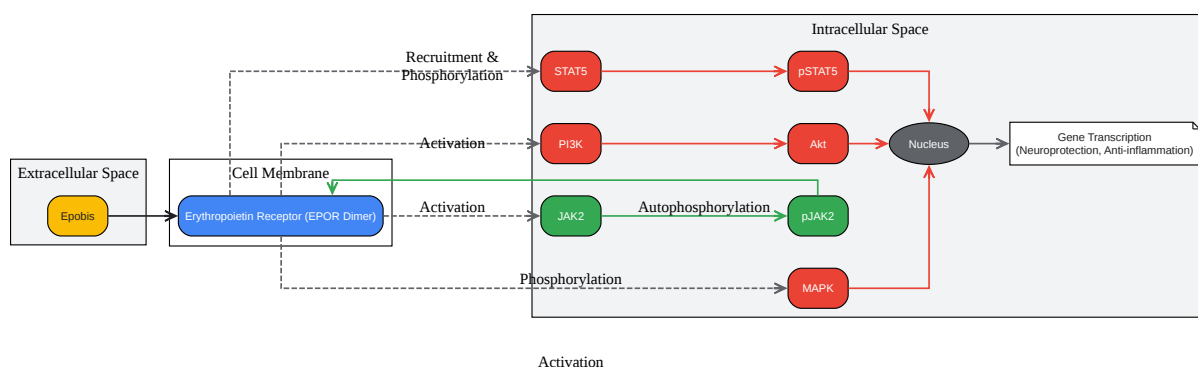 Intracellular Space
Recruitment &
Phosphorylation
STAT5
pSTAT5
Activation
PI3K
Akt
Nucleus
Gene Transcription
(Neuroprotection, Anti-inflammation)
Extracellular Space
Cell Membrane
Epobis
Erythropoietin Receptor (EPOR Dimer)
Activation
JAK2
Autophosphorylation
pJAK2
Phosphorylation
MAPK
Activation